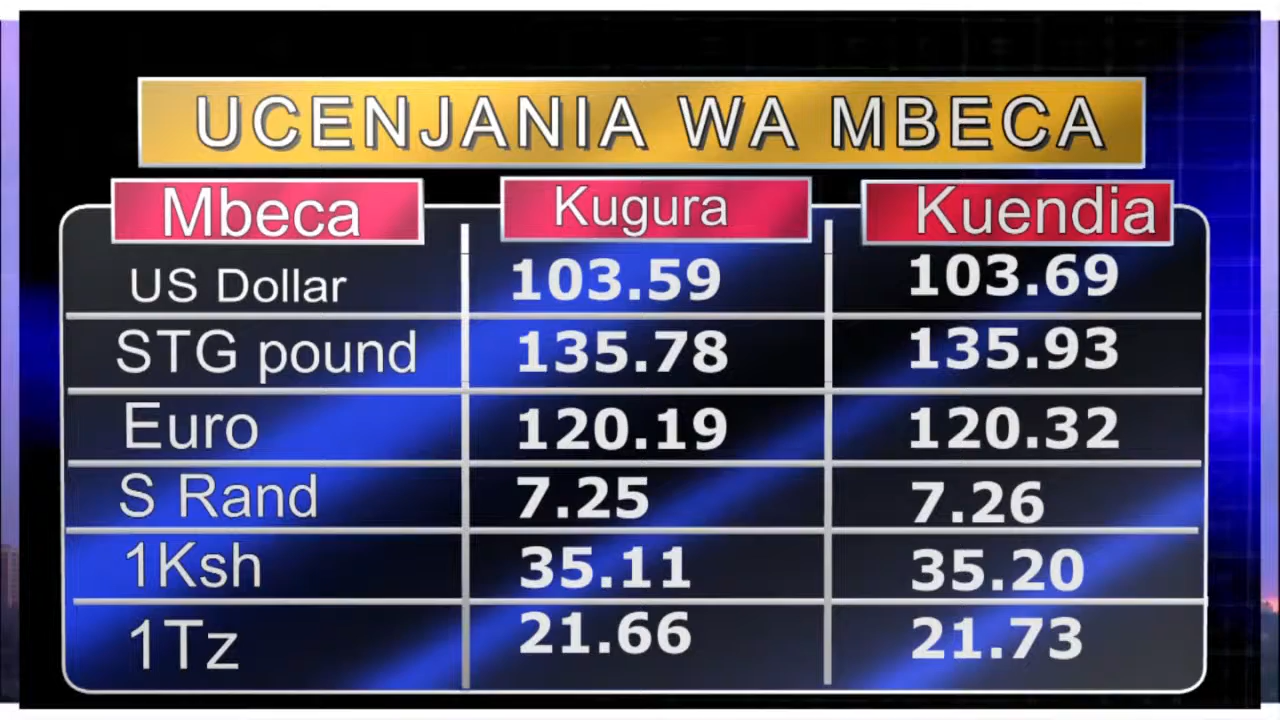 UCENJANIA WA MBECA
Mbeca Kugura Kuendia
US Dollar 103.59 103.69
STG pound 135.78 135.93
Euro 120.19 120.32
S Rand 7.25 7.26
1Ksh 35.11 35.20
1Tz 21.66 21.73